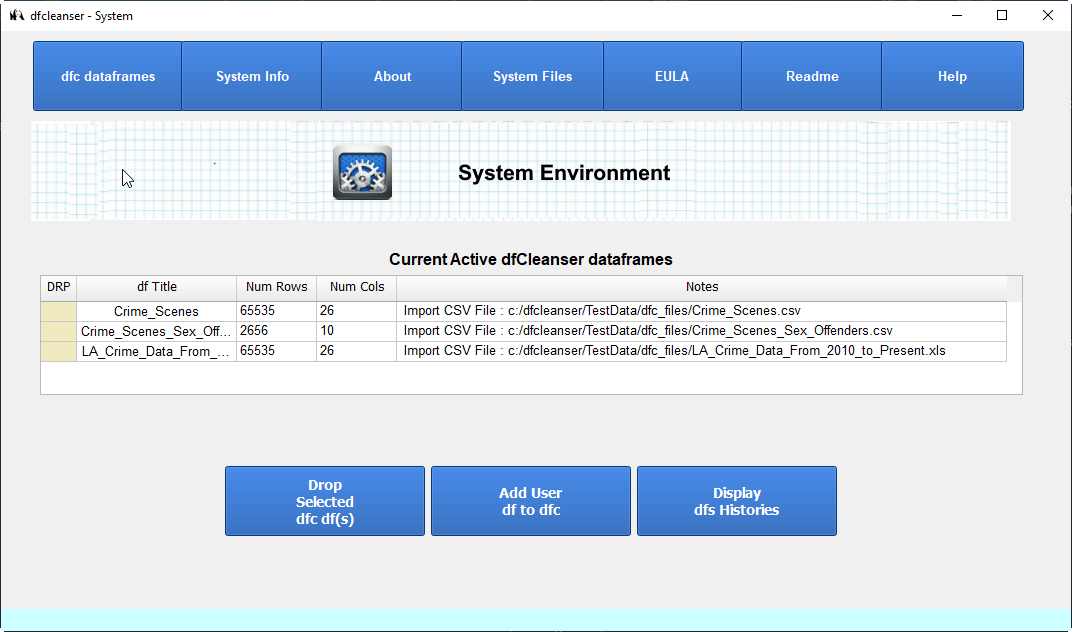 dfcleanser - System
dfc dataframes System Info About System Files EULA Readme Help
System Environment
Current Active dfCleanser dataframes
DRP df Title Num Rows Num Cols Notes
Crime_Scenes 65535 26 Import CSV File : c:/dfcleanser/TestData/dfc_files/Crime_Scenes.csv
Crime_Scenes_Sex_Off... 2656 10 Import CSV File : c:/dfcleanser/TestData/dfc_files/Crime_Scenes_Sex_Offenders.csv
LA_Crime_Data_From_... 65535 26 Import CSV File : c:/dfcleanser/TestData/dfc_files/LA_Crime_Data_From_2010_to_Present.xls
Drop
Selected
dfc df(s)
Add User
df to dfc
Display
dfs Histories